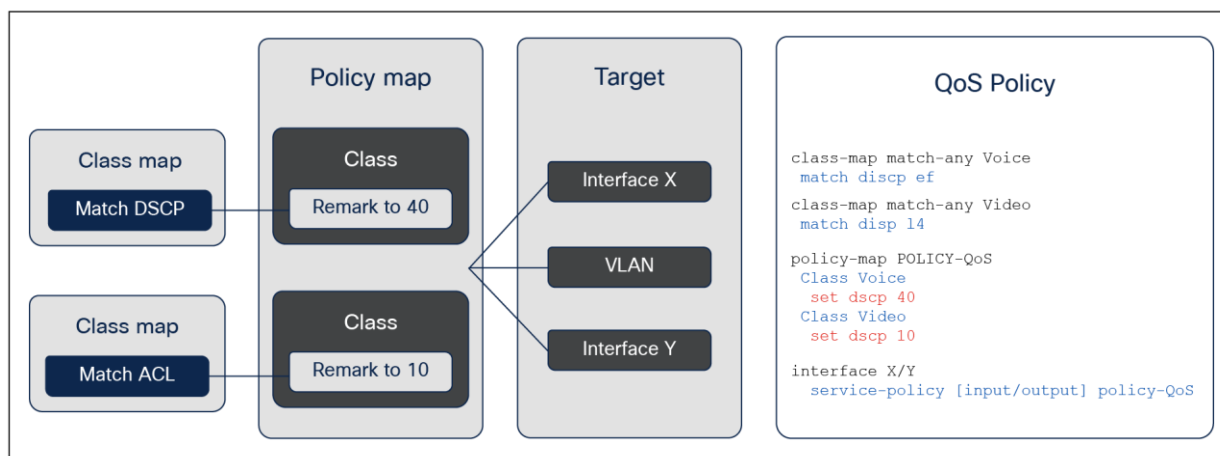 Policy map
Target
QoS Policy
Class map
Match DSCP
Class
Remark to 40
Class map
Match ACL
Class
Remark to 10
Interface X
VLAN
Interface Y
class-map match-any Voice
match discp ef
class-map match-any Video
match disp l4
policy-map POLICY-QoS
Class Voice
set dscp 40
Class Video
set dscp 10
interface X/Y
service-policy [input/output] policy-QoS